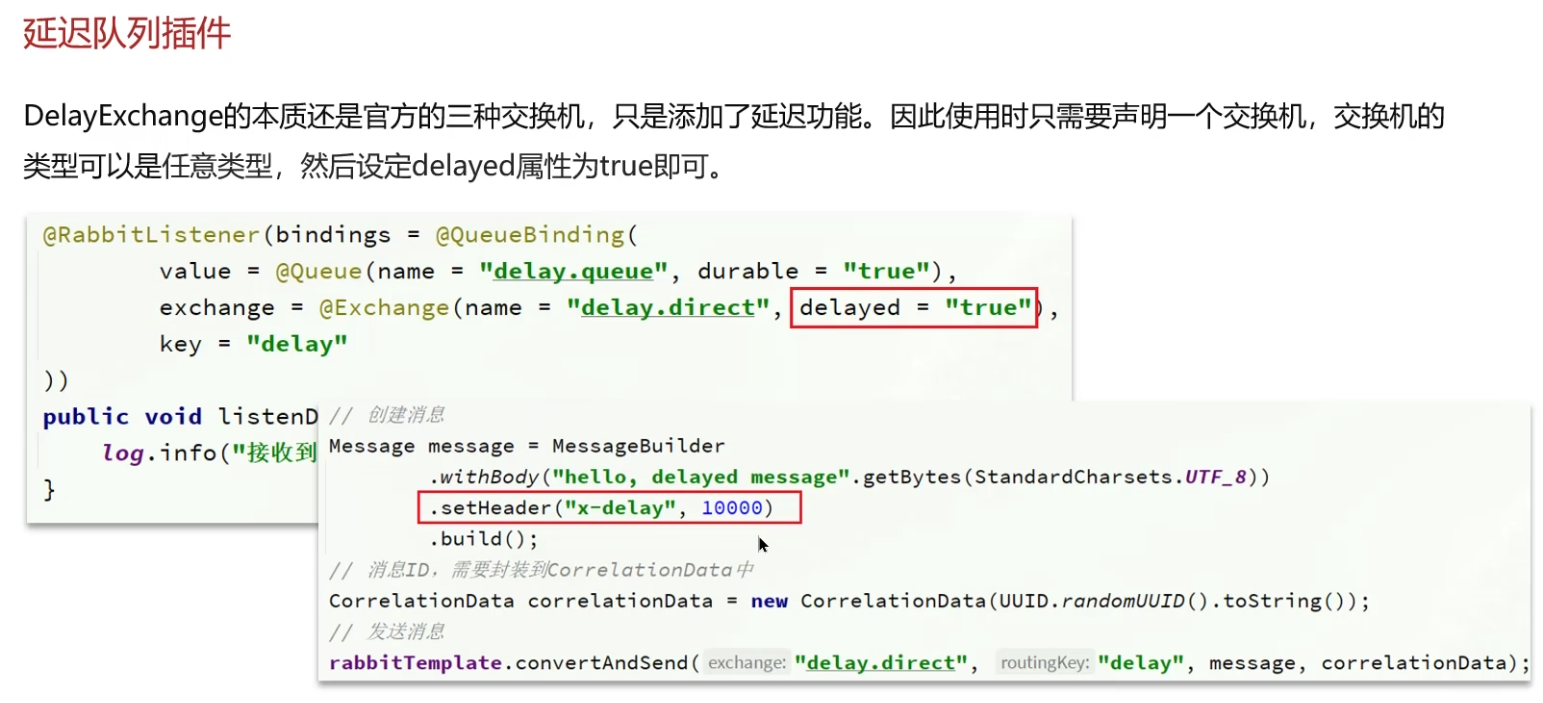 延迟队列插件
DelayExchange的本质还是官方的三种交换机，只是添加了延迟功能。因此使用时只需要声明一个交换机，交换机的
类型可以是任意类型，然后设定delayed属性为true即可。
@RabbitListener(bindings = @QueueBinding(
value = @Queue(name = "delay.queue", durable = "true"),
exchange = @Exchange(name = "delay.direct", delayed = "true"),
key = "delay"
))
public void listenD
log.info("接收到
}
// 创建消息
Message message = MessageBuilder
.withBody("hello, delayed message".getBytes(StandardCharsets.UTF_8))
.setHeader("x-delay", 10000)
.build();
// 消息ID，需要封装到CorrelationData中
CorrelationData correlationData = new CorrelationData(UUID.randomUUID().toString());
// 发送消息
rabbitTemplate.convertAndSend( exchange: "delay.direct", routingKey: "delay", message, correlationData);